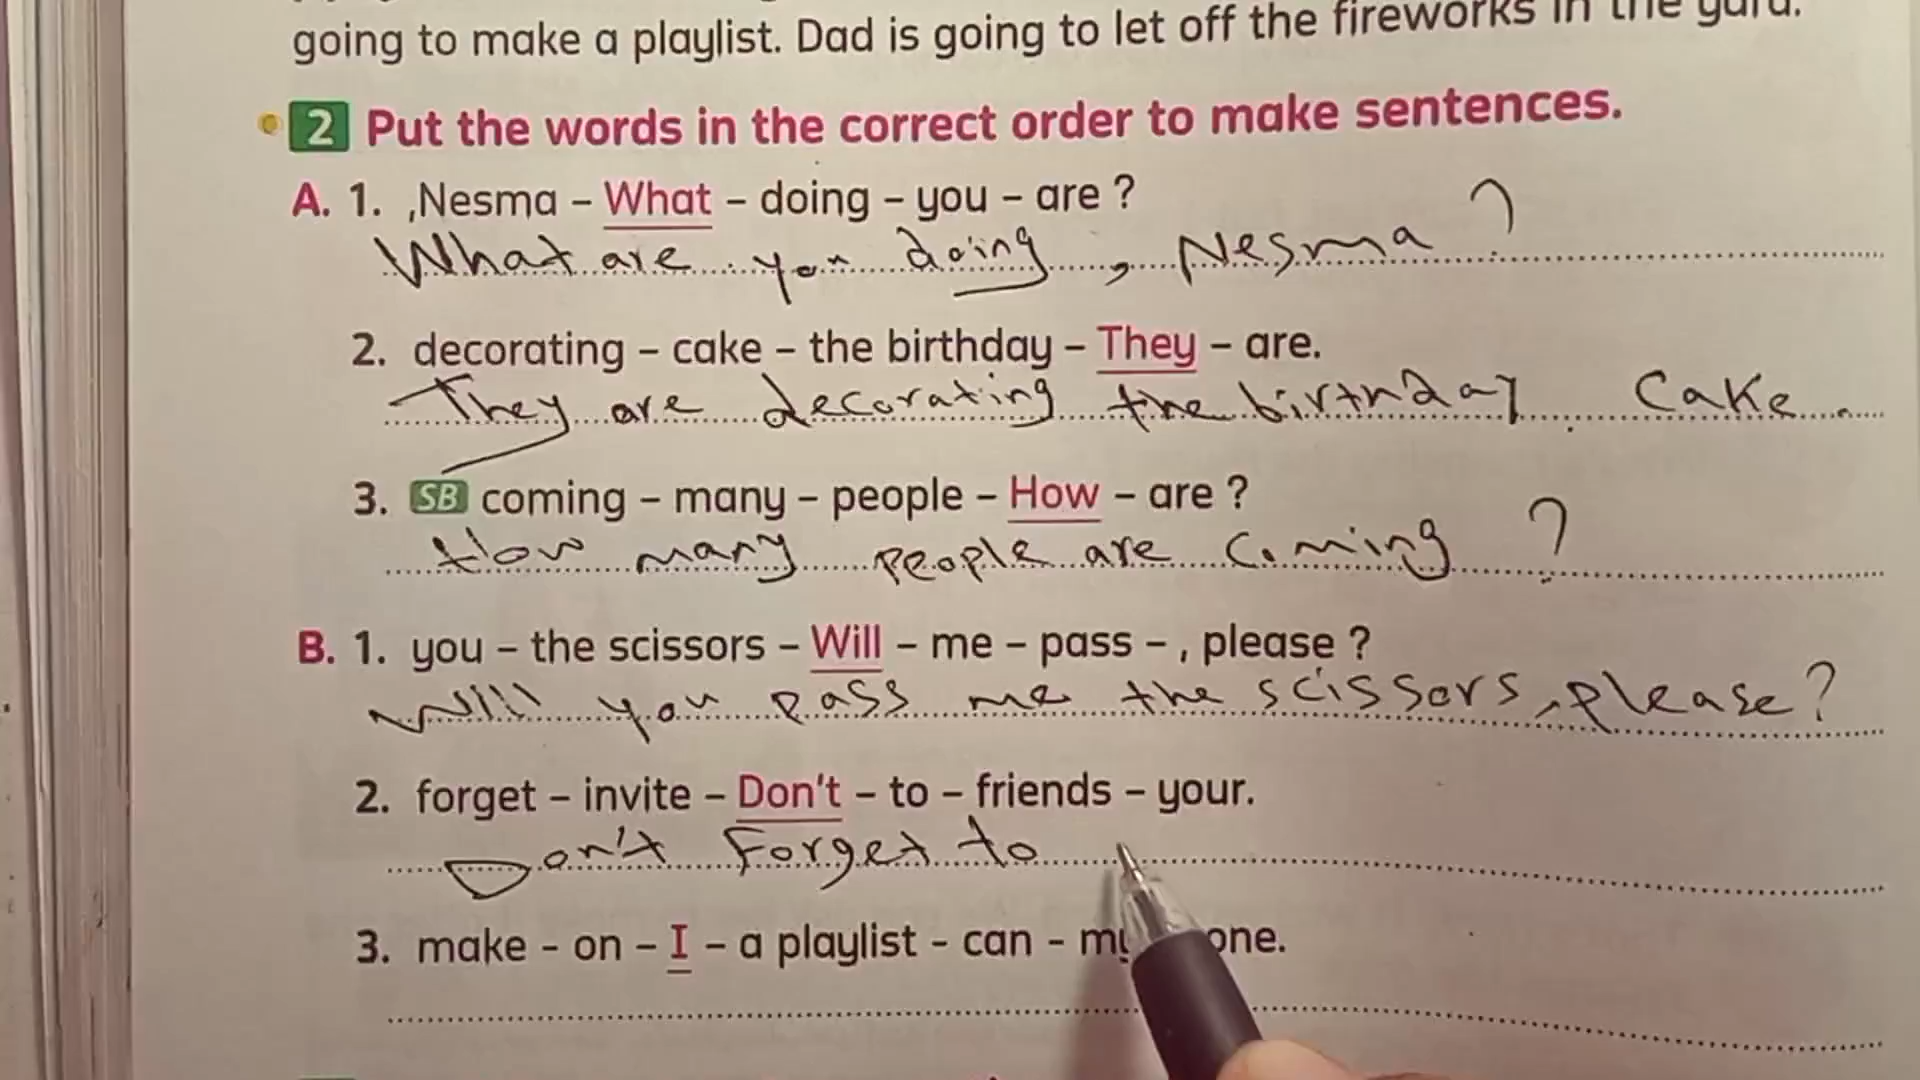 going to make a playlist. Dad is going to let off the fireworks in the yard.
2 Put the words in the correct order to make sentences.
A. 1. ,Nesma – What – doing – you – are ?
What are you doing , Nesma ?
2. decorating – cake – the birthday – They – are.
They are decorating the birthday Cake .
3. SB coming – many – people – How – are ?
How many people are Coming ?
B. 1. you – the scissors – Will – me – pass – , please ?
Will you pass me the scissors , please ?
2. forget – invite – Don't – to – friends – your.
Don't Forget to
3. make - on – I – a playlist - can - my